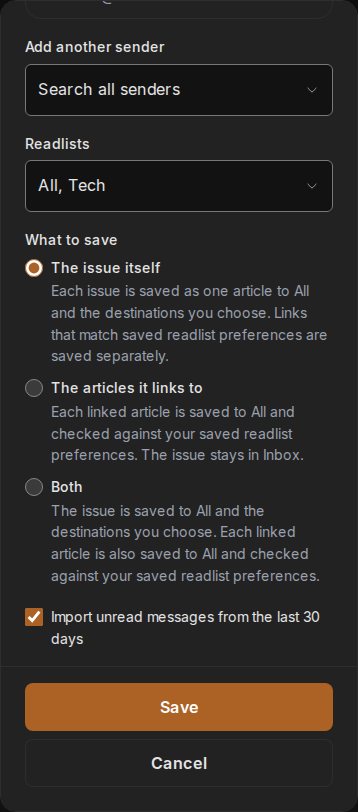 Add another sender
Search all senders
Readlists
All, Tech
What to save
The issue itself
Each issue is saved as one article to All
and the destinations you choose. Links
that match saved readlist preferences are
saved separately.
The articles it links to
Each linked article is saved to All and
checked against your saved readlist
preferences. The issue stays in Inbox.
Both
The issue is saved to All and the
destinations you choose. Each linked
article is also saved to All and checked
against your saved readlist preferences.
Import unread messages from the last 30
days
Save
Cancel